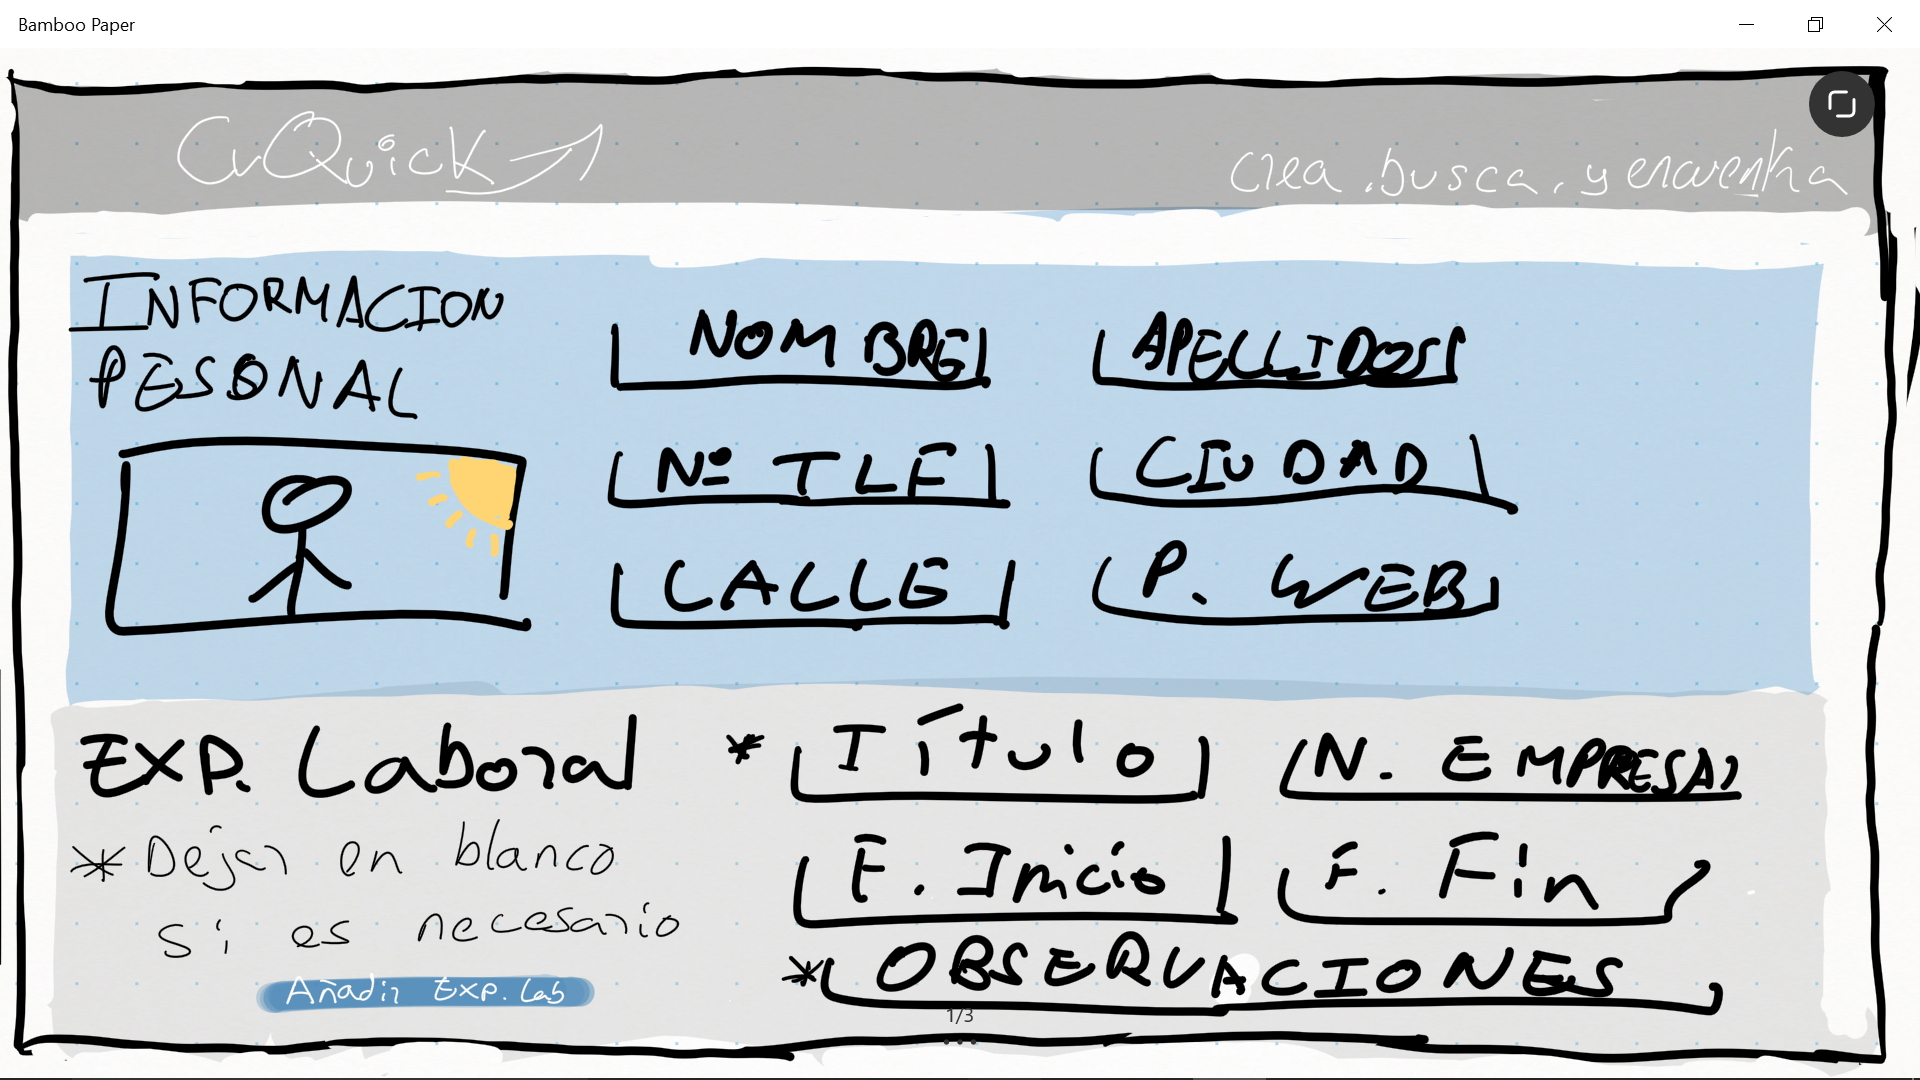 Bamboo Paper
CvQuick
crea, busca, y encuentra
INFORMACION
PESONAL
NOMBRE
APELLIDOS
Nº TLF
CIUDAD
CALLE
P. WEB
EXP. Laboral
* Título
N. EMPRESA
* Dejar en blanco
si es necesario
F. Inicio
F. Fin
Añadir Exp. Lab
* OBSERVACIONES
1/3